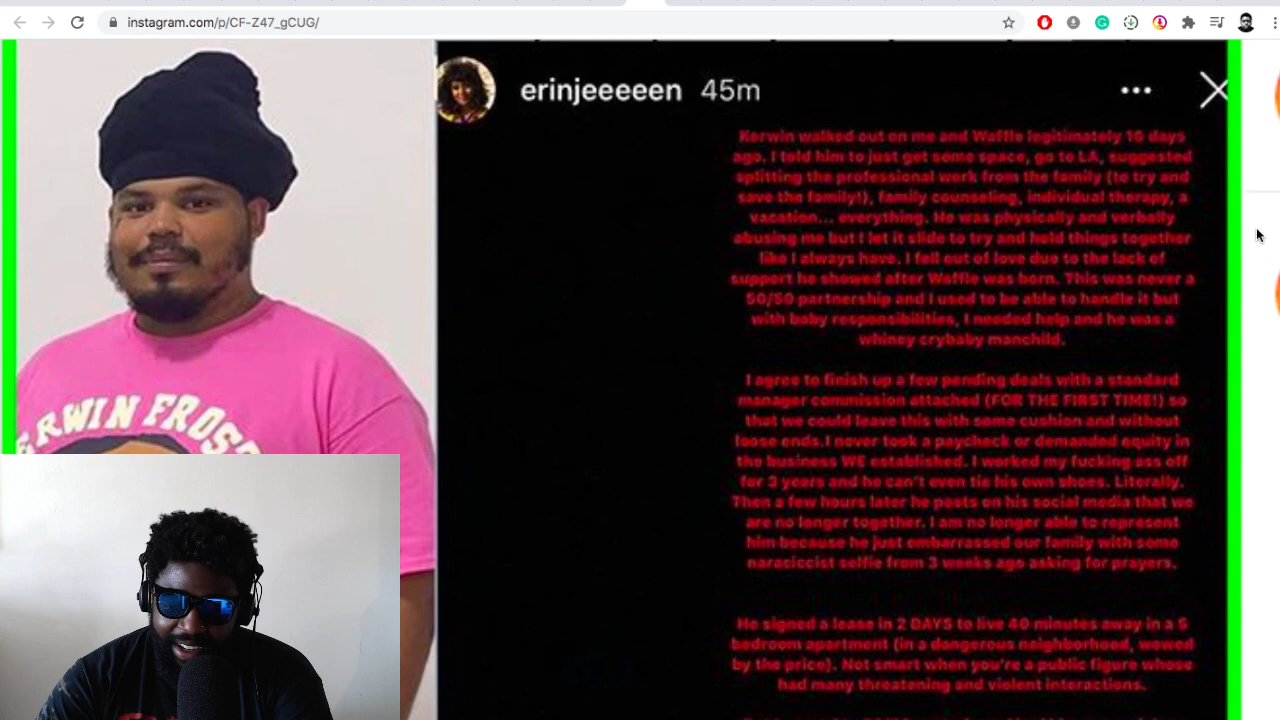 instagram.com/p/CF-Z47_gCUG/
erinjeeeeen 45m
Kerwin walked out on me and Waffle legitimately 16 days
ago. I told him to just get some space, go to LA, suggested
splitting the professional work from the family (to try and
save the family!), family counseling, individual therapy, a
vacation... everything. He was physically and verbally
abusing me but I let it slide to try and hold things together
like I always have. I fell out of love due to the lack of
support he showed after Waffle was born. This was never a
50/50 partnership and I used to be able to handle it but
with baby responsibilities, I needed help and he was a
whiney crybaby manchild.
I agree to finish up a few pending deals with a standard
manager commission attached (FOR THE FIRST TIME!) so
that we could leave this with some cushion and without
loose ends.I never took a paycheck or demanded equity in
the business WE established. I worked my fucking ass off
for 3 years and he can't even tie his own shoes. Literally.
Then a few hours later he posts on his social media that we
are no longer together. I am no longer able to represent
him because he just embarrassed our family with some
narcisiccist selfie from 3 weeks ago asking for prayers.
He signed a lease in 2 DAYS to live 40 minutes away in a 5
bedroom apartment (in a dangerous neighborhood, wowed
by the price). Not smart when you're a public figure whose
had many threatening and violent interactions.
ERWIN FROS